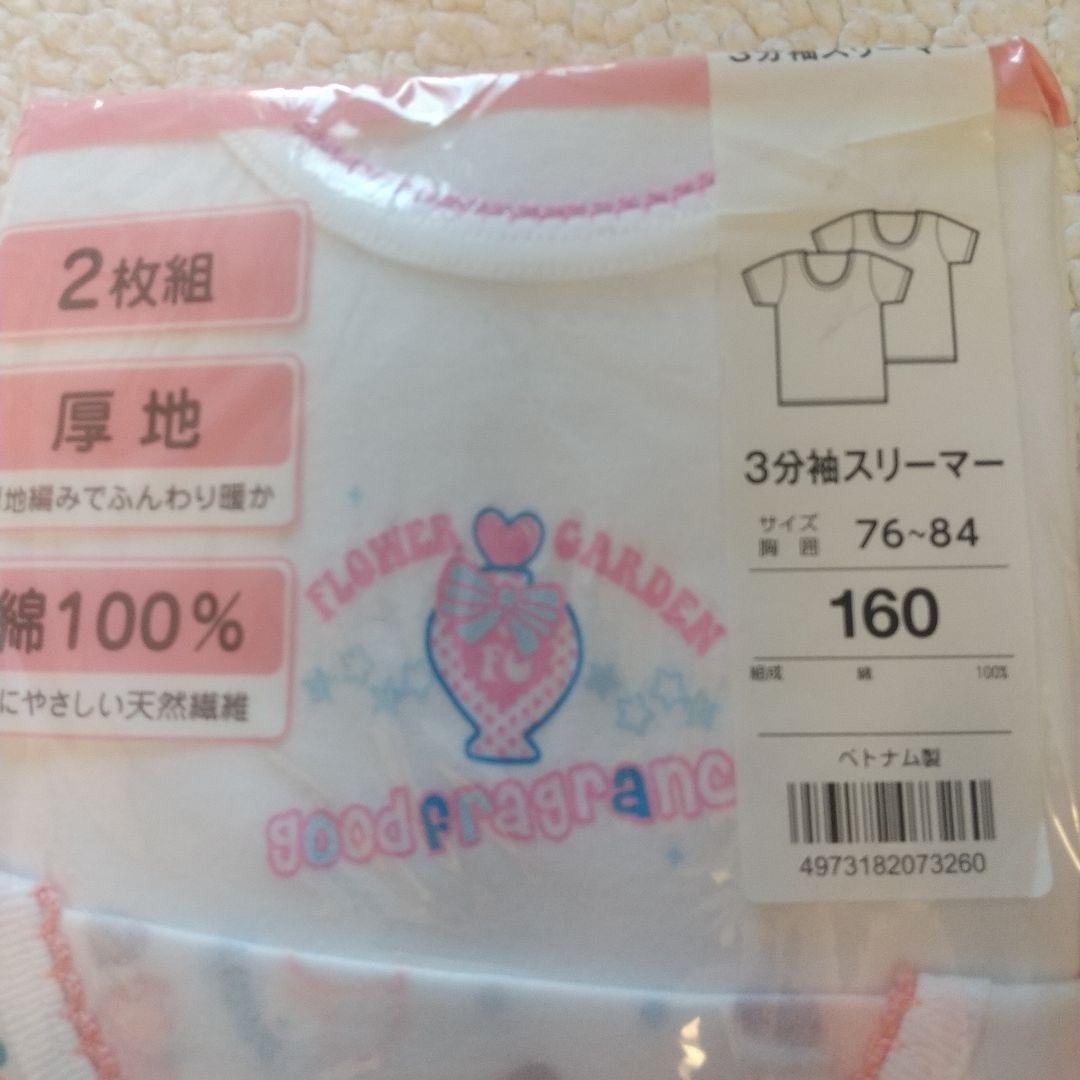 3分袖スリーマー
2枚組
厚地
地編みでふんわり暖か
綿100%
にやさしい天然繊維
FLOWER GARDEN
FG
goodfragranc
3分袖スリーマー
サイズ
胸囲 76~84
160
組成 綿 100%
ベトナム製
4973182073260